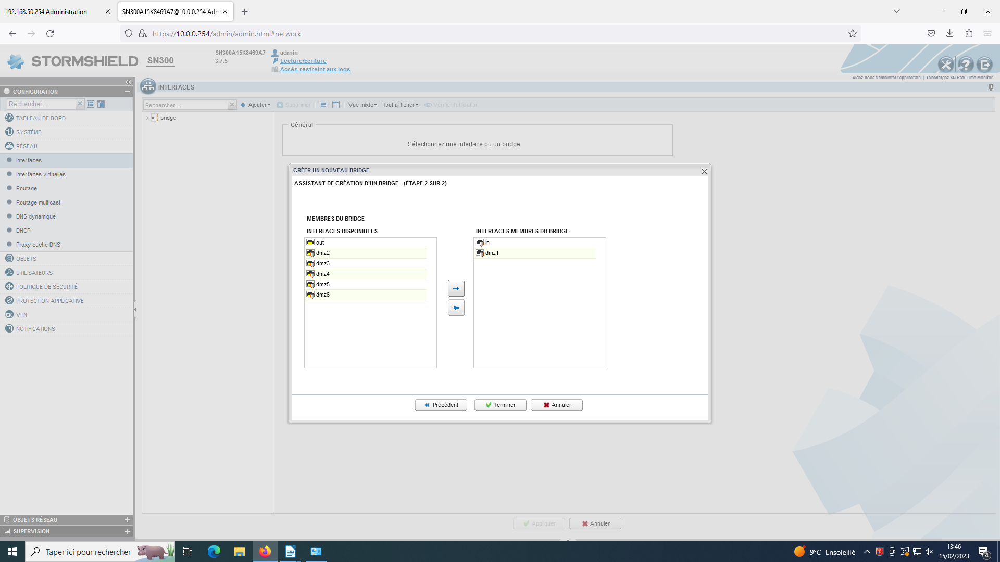 192.168.50.254 Administration
SN300A15K8469A7@10.0.0.254 Adm
https://10.0.0.254/admin/admin.html#network
STORMSHIELD SN300
SN300A15K8469A7
3.7.5
admin
Lecture/Ecriture
Accès restreint aux logs
Aidez-nous à améliorer l'application | Téléchargez SN Real-Time Monitor
CONFIGURATION
Rechercher...
TABLEAU DE BORD
SYSTÈME
RÉSEAU
Interfaces
Interfaces virtuelles
Routage
Routage multicast
DNS dynamique
DHCP
Proxy cache DNS
OBJETS
UTILISATEURS
POLITIQUE DE SÉCURITÉ
PROTECTION APPLICATIVE
VPN
NOTIFICATIONS
OBJETS RÉSEAU
SUPERVISION
INTERFACES
Rechercher ... Ajouter Supprimer Vue mixte Tout afficher Vérifier l'utilisation
bridge
Général
Sélectionnez une interface ou un bridge
CRÉER UN NOUVEAU BRIDGE
ASSISTANT DE CRÉATION D'UN BRIDGE - (ÉTAPE 2 SUR 2)
MEMBRES DU BRIDGE
INTERFACES DISPONIBLES
out
dmz2
dmz3
dmz4
dmz5
dmz6
INTERFACES MEMBRES DU BRIDGE
in
dmz1
Précédent Terminer Annuler
Appliquer Annuler
Taper ici pour rechercher
9°C Ensoleillé
13:46
15/02/2023
4